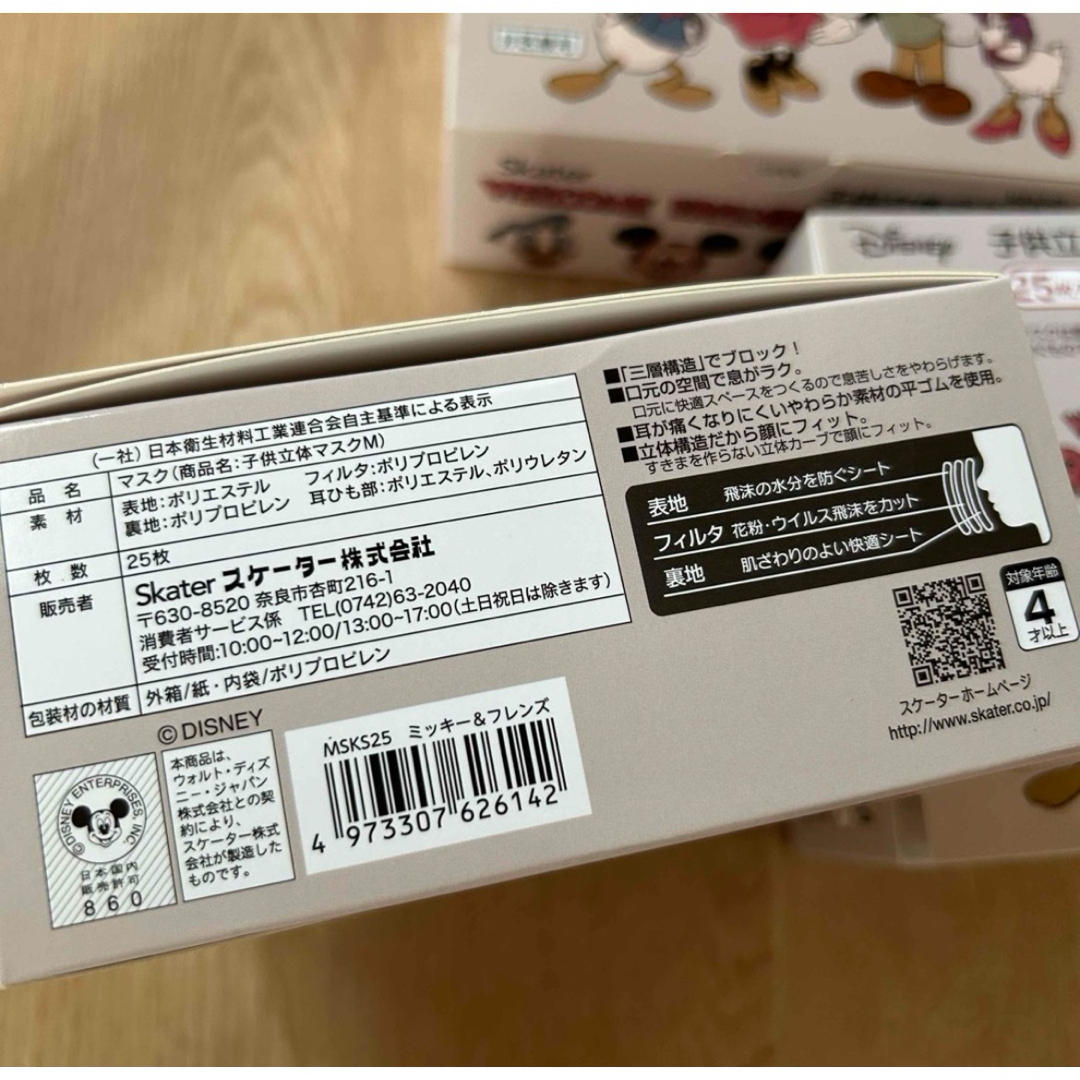 Skater
Disney 子供立
25枚
(一社)日本衛生材料工業連合会自主基準による表示
品名 マスク(商品名:子供立体マスクM)
素材 表地:ポリエステル フィルタ:ポリプロピレン
裏地:ポリプロピレン 耳ひも部:ポリエステル、ポリウレタン
枚数 25枚
販売者 Skater スケーター株式会社
〒630-8520 奈良市杏町216-1
消費者サービス係 TEL(0742)63-2040
受付時間:10:00~12:00/13:00~17:00(土日祝日は除きます)
包装材の材質 外箱/紙・内袋/ポリプロピレン
■「三層構造」でブロック!
■口元の空間で息がラク。
口元に快適スペースをつくるので息苦しさをやわらげます。
■耳が痛くなりにくいやわらか素材の平ゴムを使用。
■立体構造だから顔にフィット。
すきまを作らない立体カーブで顔にフィット。
表地 飛沫の水分を防ぐシート
フィルタ 花粉・ウイルス飛沫をカット
裏地 肌ざわりのよい快適シート
対象年齢
4
才以上
スケーターホームページ
http://www.skater.co.jp/
©DISNEY
©DISNEY ENTERPRISES, INC.
日本国内
販売許可
860
本商品は、
ウォルト・ディズ
ニー・ジャパン
株式会社との契
約により、
スケーター株式
会社が製造した
ものです。
MSKS25 ミッキー&フレンズ
4 973307 626142